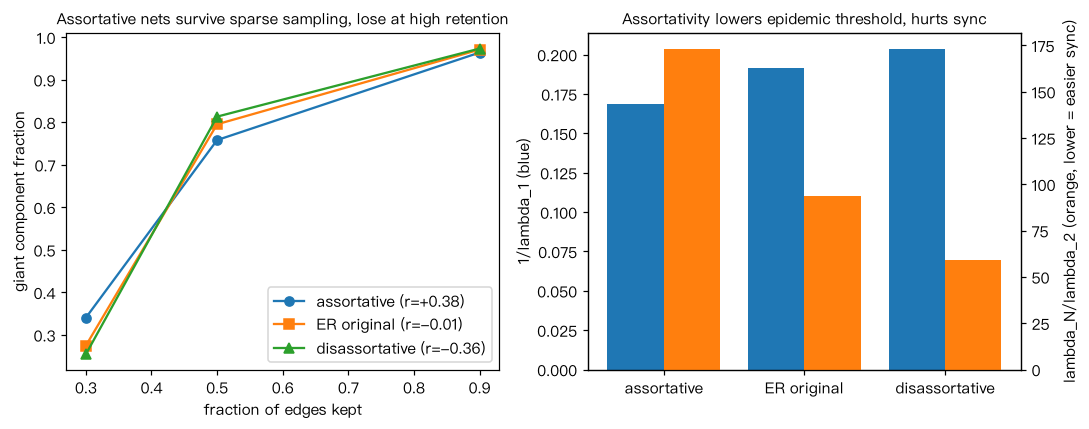 Assortative nets survive sparse sampling, lose at high retention
1.0
0.9
0.8
0.7
0.6
0.5
0.4
0.3
giant component fraction
0.3
0.4
0.5
0.6
0.7
0.8
0.9
fraction of edges kept
assortative (r=+0.38)
ER original (r=−0.01)
disassortative (r=−0.36)
Assortativity lowers epidemic threshold, hurts sync
0.200
0.175
0.150
0.125
0.100
0.075
0.050
0.025
0.000
1/lambda_1 (blue)
assortative
ER original
disassortative
175
150
125
100
75
50
25
0
lambda_N/lambda_2 (orange, lower = easier sync)